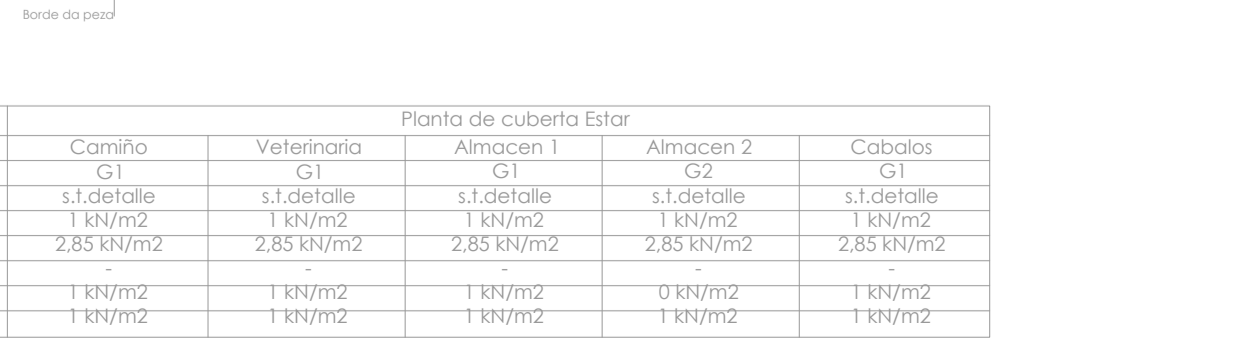 Borde da peza
Planta de cuberta Estar
Camiño Veterinaria Almacen 1 Almacen 2 Cabalos
G1 G1 G1 G2 G1
s.t.detalle s.t.detalle s.t.detalle s.t.detalle s.t.detalle
1 kN/m2 1 kN/m2 1 kN/m2 1 kN/m2 1 kN/m2
2,85 kN/m2 2,85 kN/m2 2,85 kN/m2 2,85 kN/m2 2,85 kN/m2
- - - - -
1 kN/m2 1 kN/m2 1 kN/m2 0 kN/m2 1 kN/m2
1 kN/m2 1 kN/m2 1 kN/m2 1 kN/m2 1 kN/m2